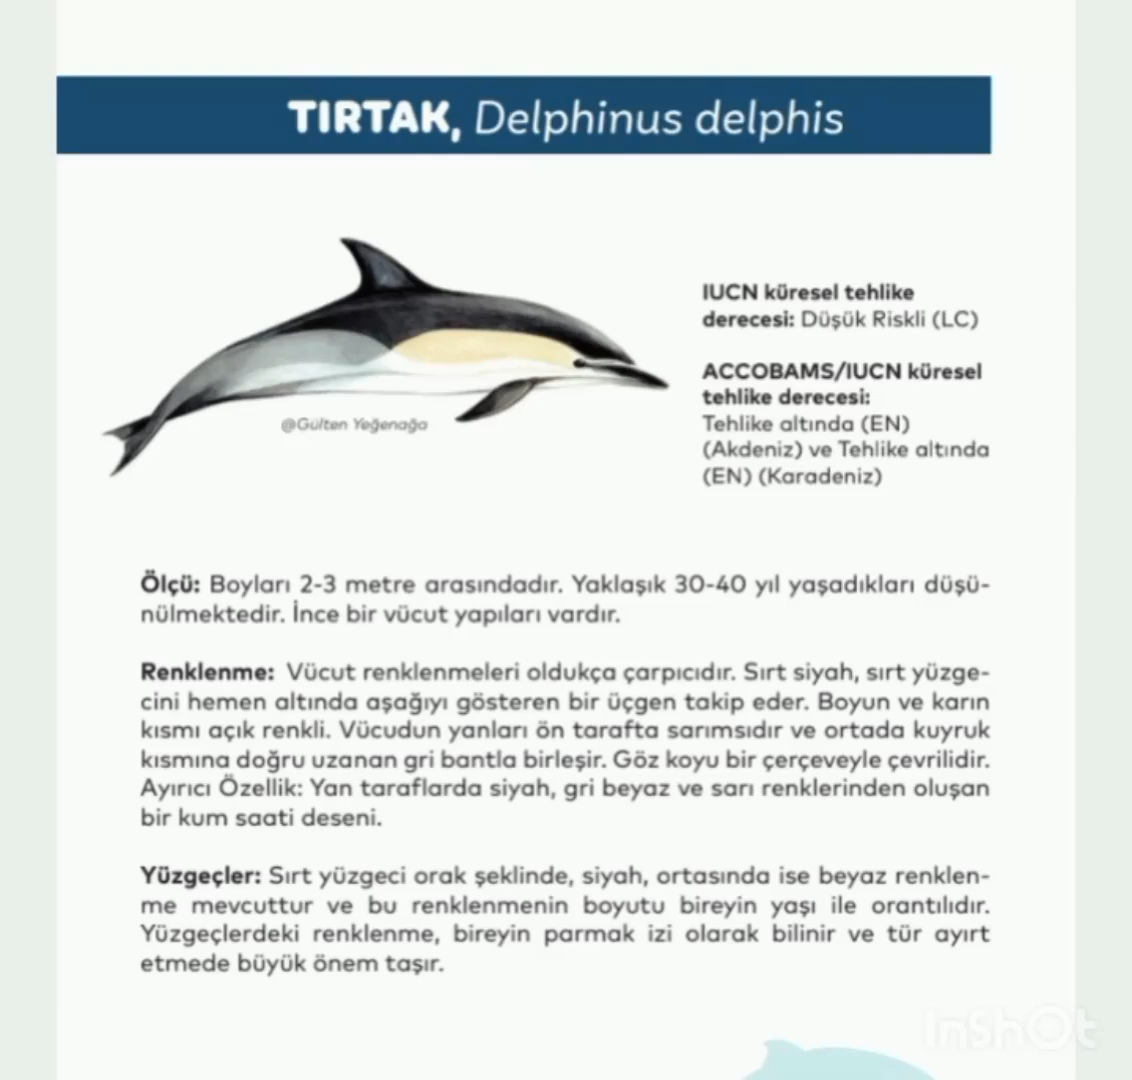 TIRTAK, Delphinus delphis
IUCN küresel tehlike
derecesi: Düşük Riskli (LC)
ACCOBAMS/IUCN küresel
tehlike derecesi:
Tehlike altında (EN)
(Akdeniz) ve Tehlike altında
(EN) (Karadeniz)
@Gülten Yeğenağa
Ölçü: Boyları 2-3 metre arasındadır. Yaklaşık 30-40 yıl yaşadıkları düşü-
nülmektedir. İnce bir vücut yapıları vardır.
Renklenme: Vücut renklenmeleri oldukça çarpıcıdır. Sırt siyah, sırt yüzge-
cini hemen altında aşağıyı gösteren bir üçgen takip eder. Boyun ve karın
kısmı açık renkli. Vücudun yanları ön tarafta sarımsıdır ve ortada kuyruk
kısmına doğru uzanan gri bantla birleşir. Göz koyu bir çerçeveyle çevrilidir.
Ayırıcı Özellik: Yan taraflarda siyah, gri beyaz ve sarı renklerinden oluşan
bir kum saati deseni.
Yüzgeçler: Sırt yüzgeci orak şeklinde, siyah, ortasında ise beyaz renklen-
me mevcuttur ve bu renklenmenin boyutu bireyin yaşı ile orantılıdır.
Yüzgeçlerdeki renklenme, bireyin parmak izi olarak bilinir ve tür ayırt
etmede büyük önem taşır.
InShOt